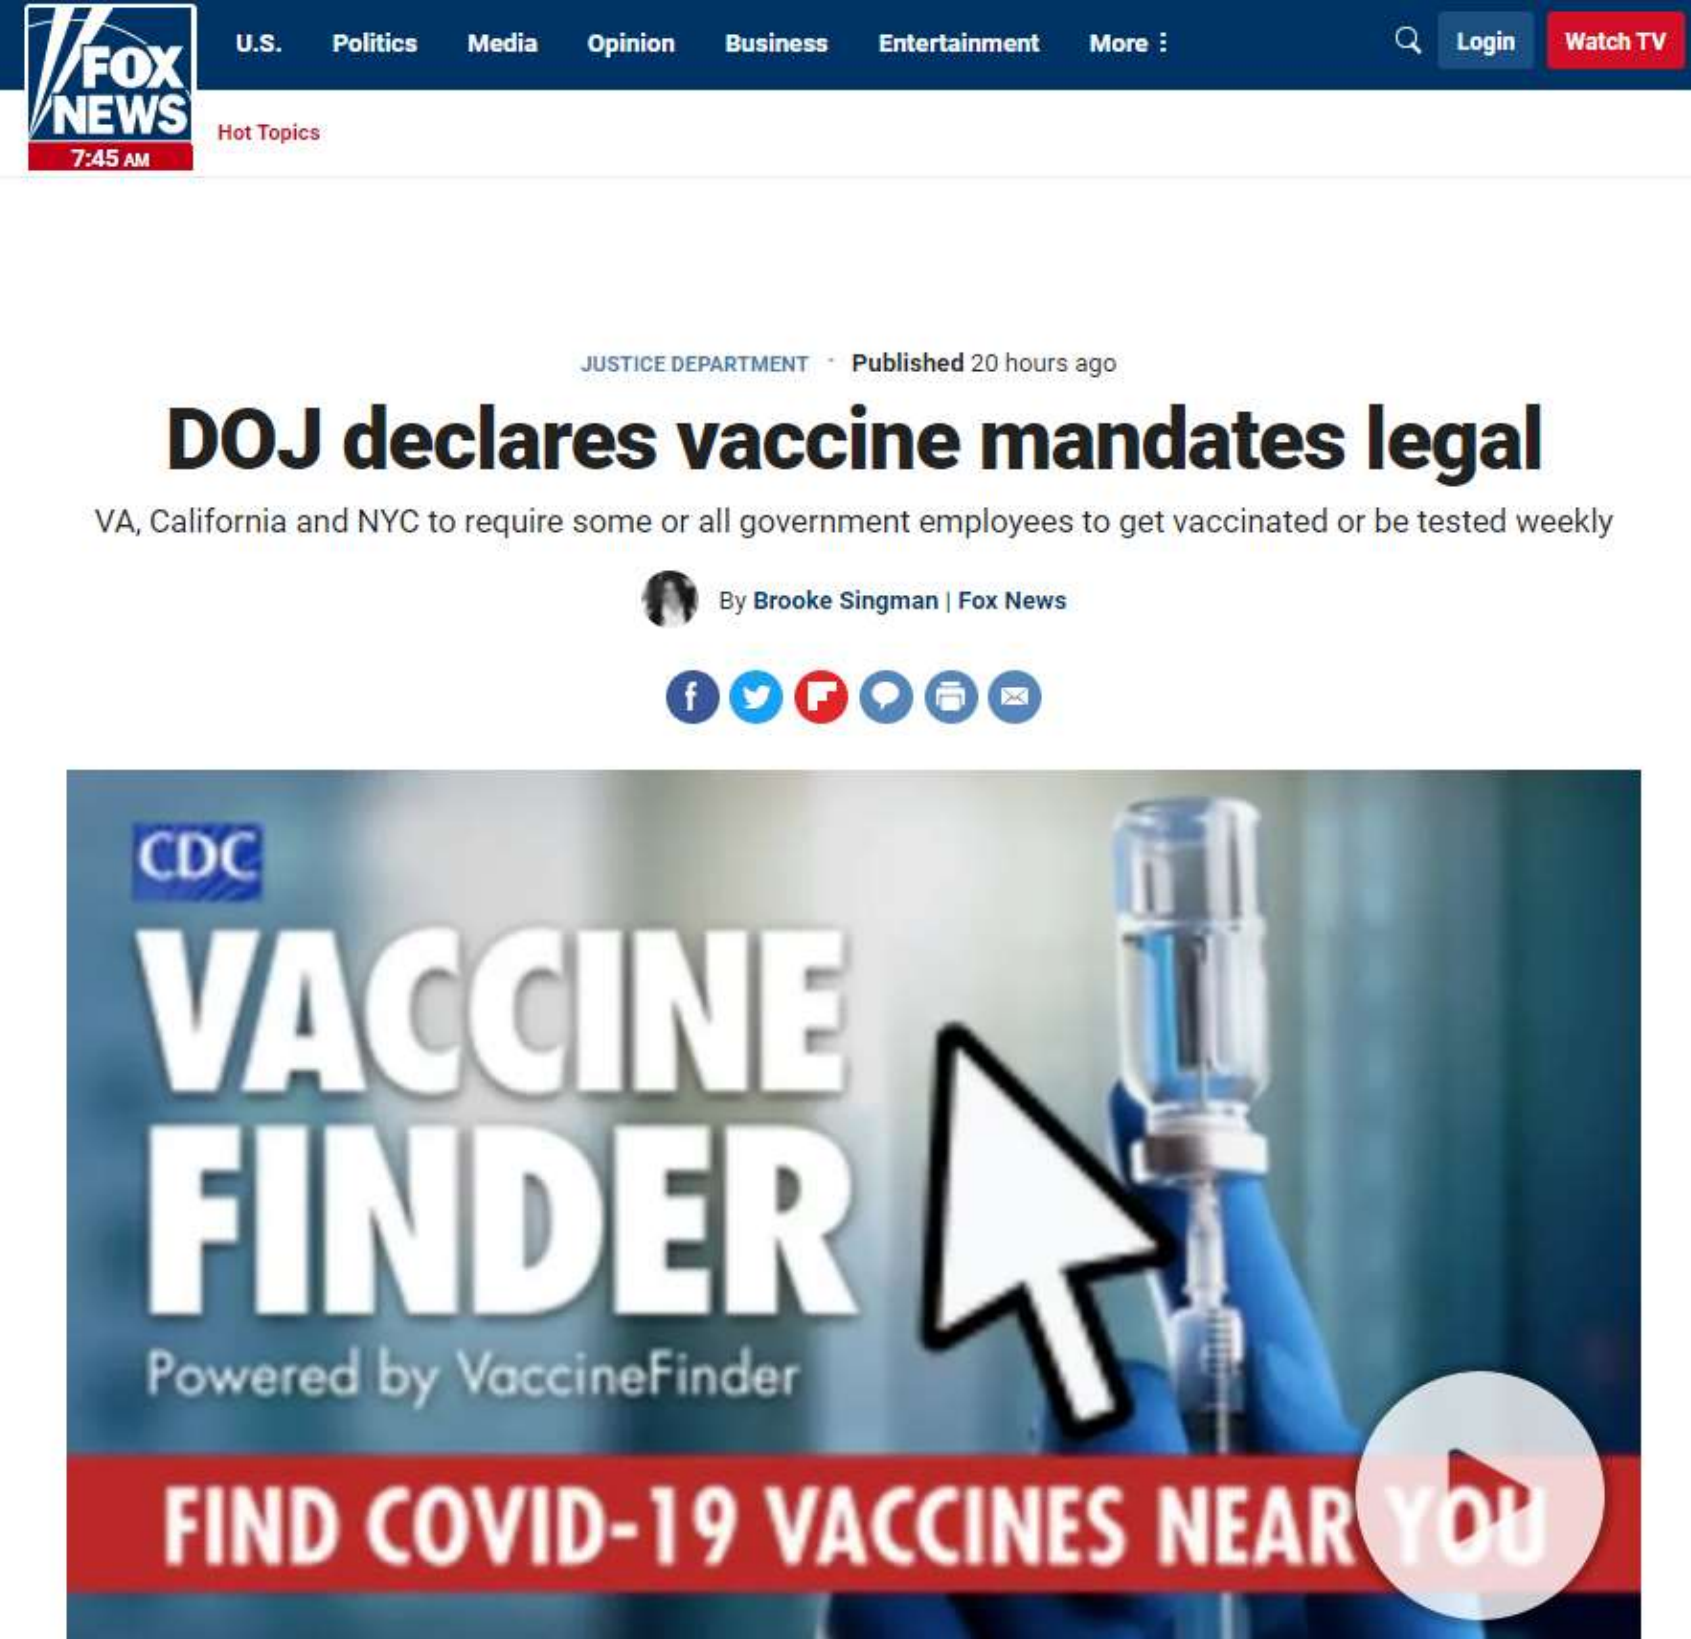 FOX
NEWS
7:45 AM
U.S. Politics Media Opinion Business Entertainment More
Login
Watch TV
Hot Topics
JUSTICE DEPARTMENT · Published 20 hours ago
DOJ declares vaccine mandates legal
VA, California and NYC to require some or all government employees to get vaccinated or be tested weekly
By Brooke Singman | Fox News
CDC
VACCINE
FINDER
Powered by VaccineFinder
FIND COVID-19 VACCINES NEAR YOU